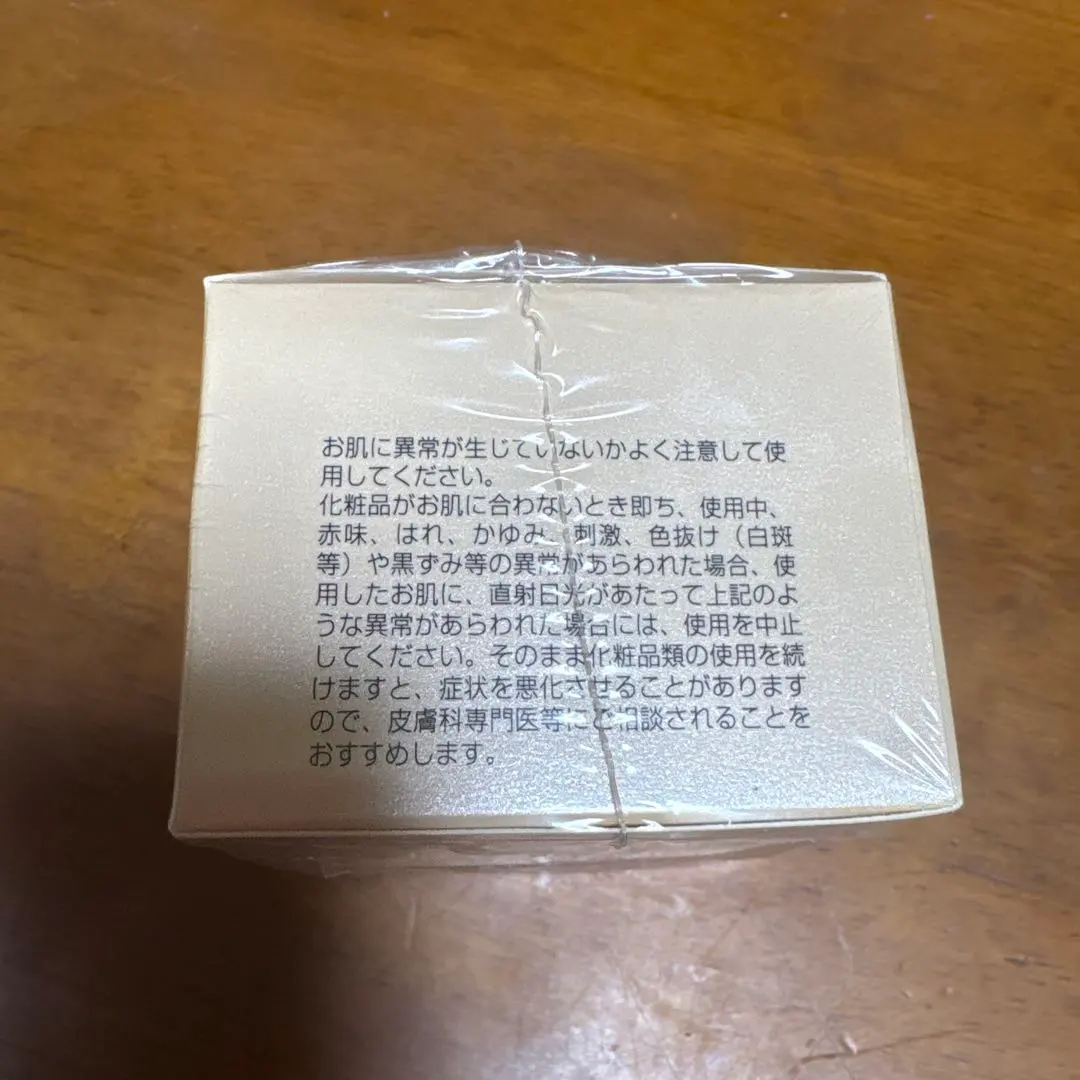 お肌に異常が生じていないかよく注意して使
用してください。
化粧品がお肌に合わないとき即ち、使用中、
赤味、はれ、かゆみ、刺激、色抜け（白斑
等）や黒ずみ等の異常があらわれた場合、使
用したお肌に、直射日光があたって上記のよ
うな異常があらわれた場合には、使用を中止
してください。そのまま化粧品類の使用を続
けますと、症状を悪化させることがあります
ので、皮膚科専門医等にご相談されることを
おすすめします。